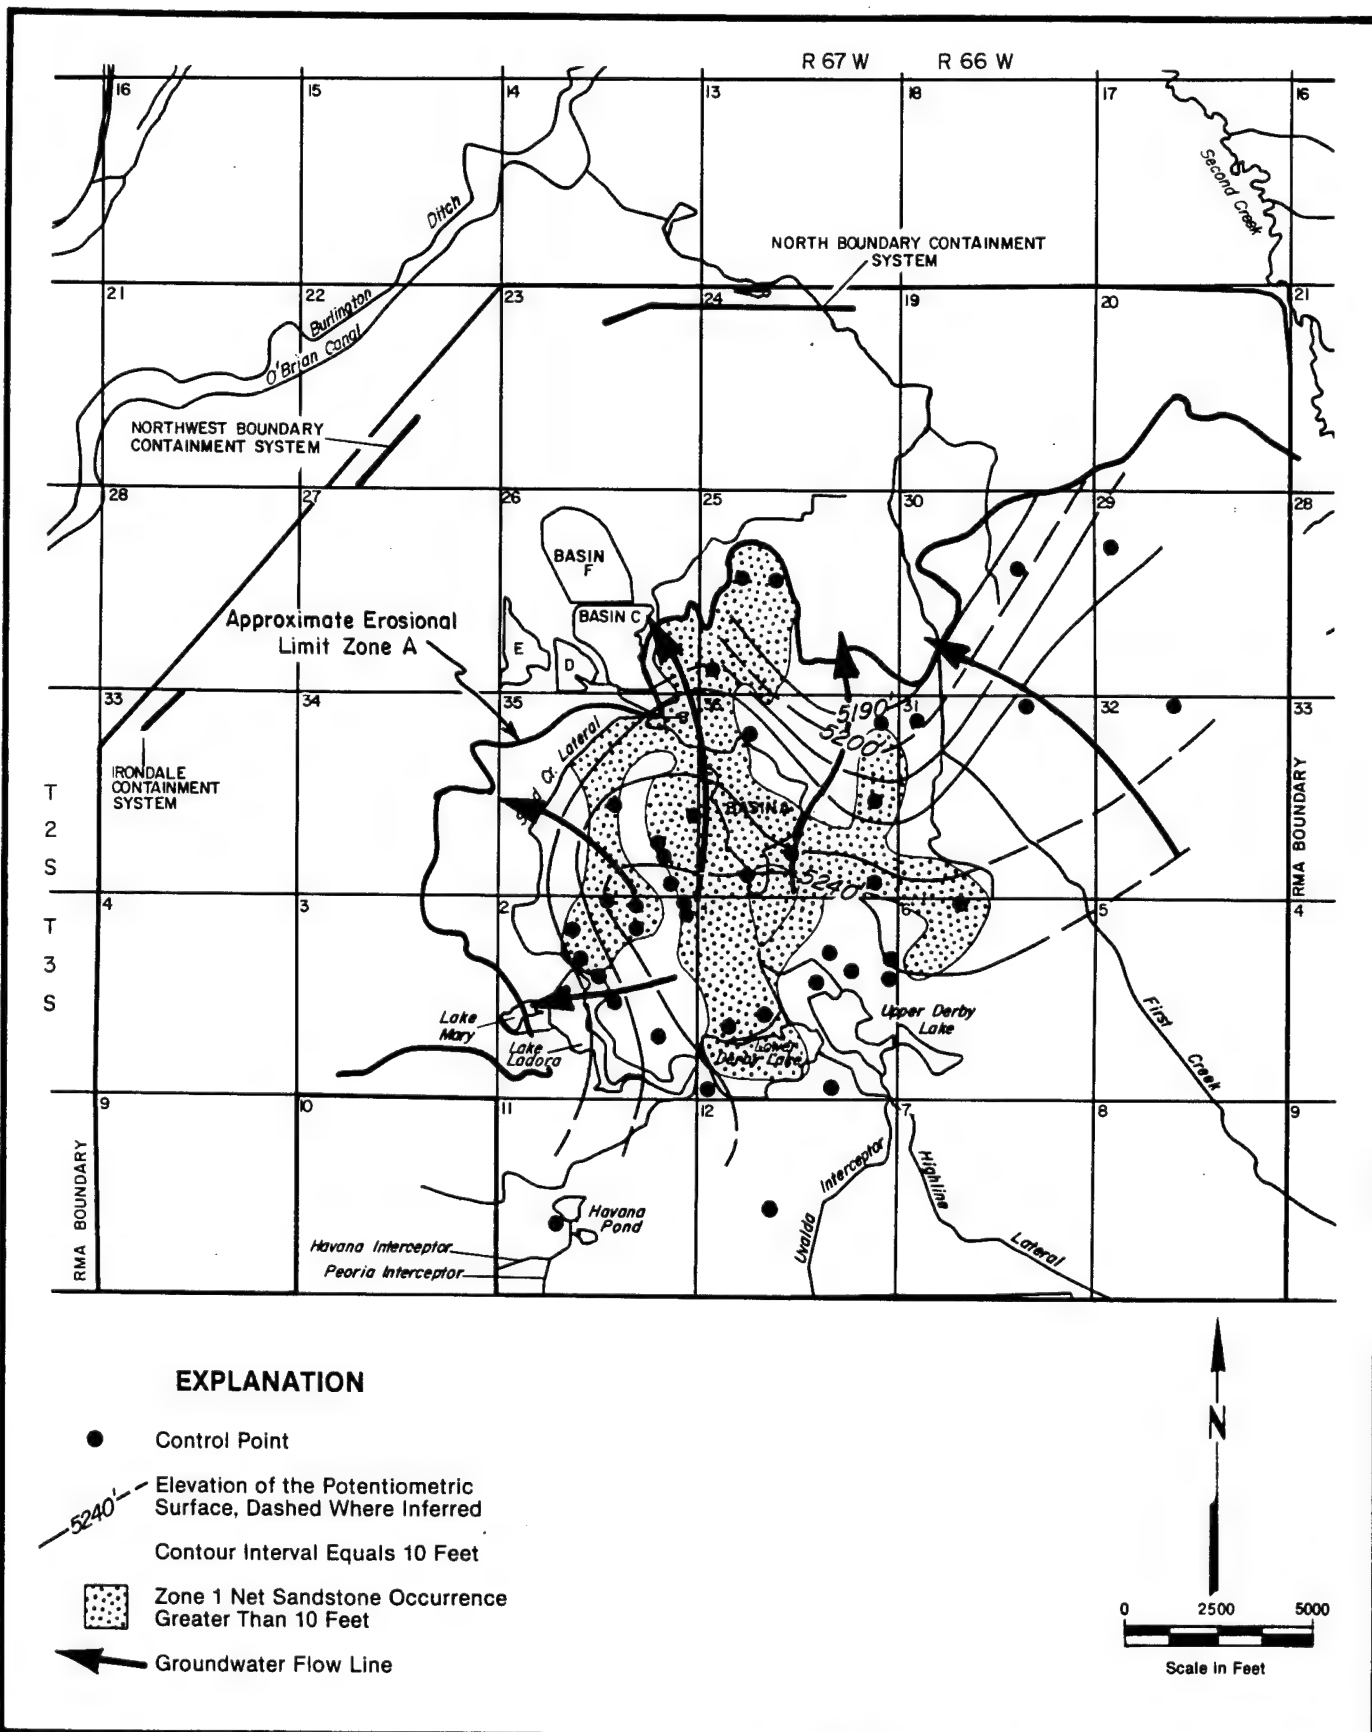 R 67 W R 66 W
16 15 14 13 18 17 16
Second Creek
Ditch
NORTH BOUNDARY CONTAINMENT
SYSTEM
21 22 23 24 19 20 21
Burlington
O'Brian Canal
NORTHWEST BOUNDARY
CONTAINMENT SYSTEM
28 27 26 25 30 29 28
BASIN
F
Approximate Erosional
Limit Zone A
BASIN C
E
D
33 34 35 36 31 32 33
5190'
5200'
Lateral
IRONDALE
CONTAINMENT
SYSTEM
BASIN A
T
2
S
RMA BOUNDARY
5240'
4 3 2 6 5 4
T
3
S
Lake
Mary
Lake
Ladora
Upper Derby
Lake
Lower
Derby Lake
First
Creek
9 10 11 12 7 8 9
RMA BOUNDARY
Uvalda
Interceptor
Highline
Lateral
Havana
Pond
Havana Interceptor
Peoria Interceptor
EXPLANATION
Control Point
5240'
Elevation of the Potentiometric
Surface, Dashed Where Inferred
Contour Interval Equals 10 Feet
Zone 1 Net Sandstone Occurrence
Greater Than 10 Feet
Groundwater Flow Line
N
0 2500 5000
Scale in Feet